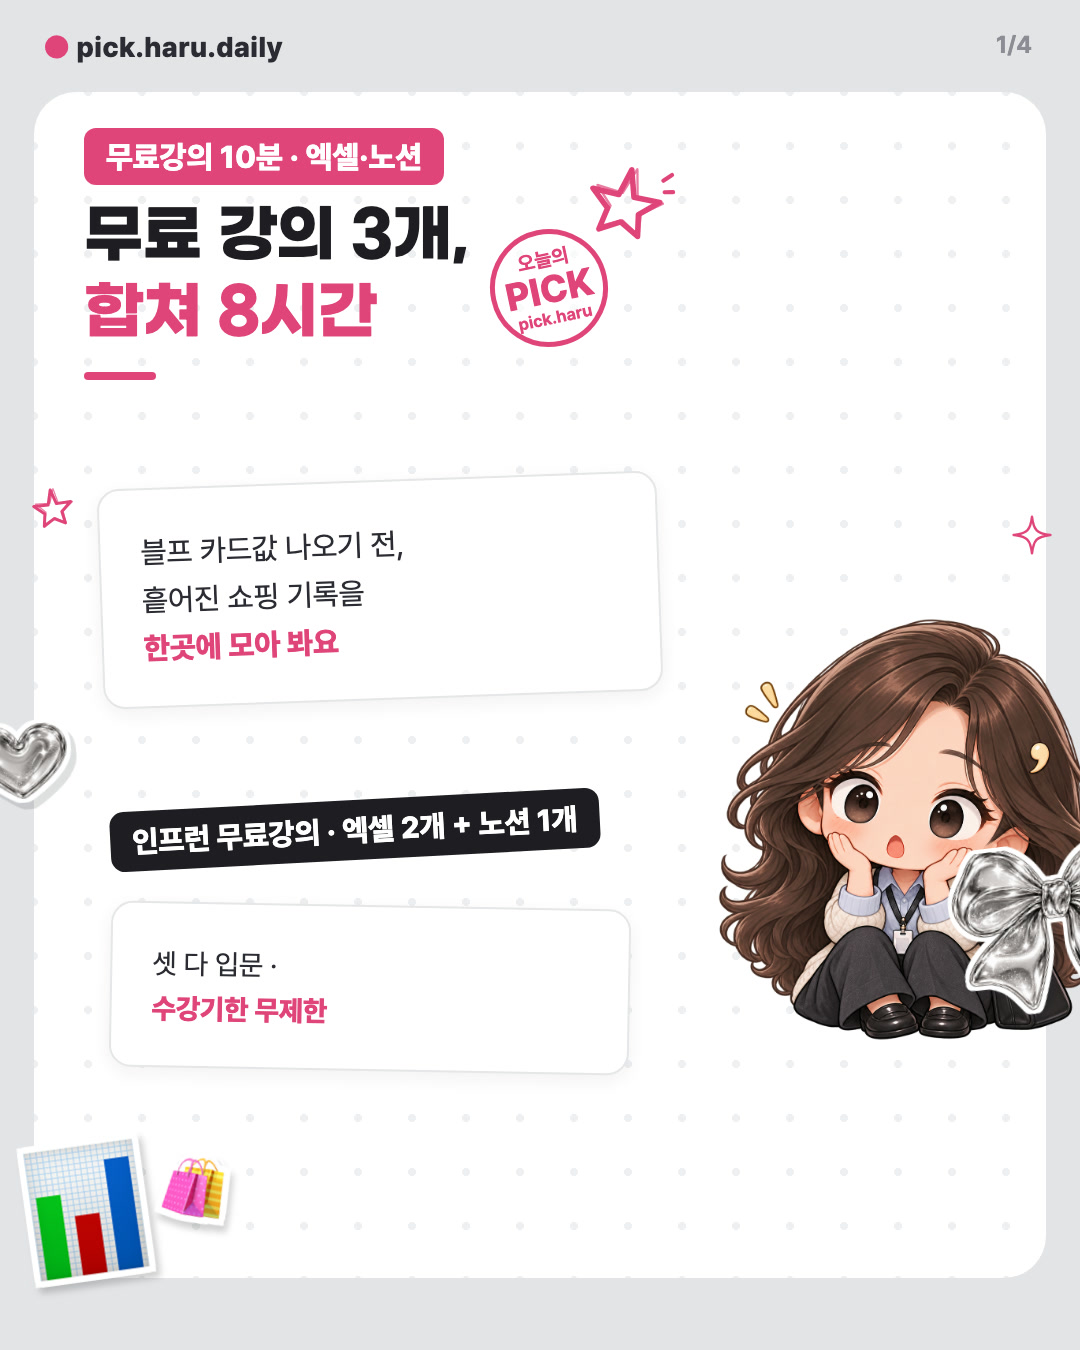 pick.haru.daily
1/4
무료강의 10분 · 엑셀·노션
무료 강의 3개,
합쳐 8시간
오늘의
PICK
pick.haru
블프 카드값 나오기 전,
흩어진 쇼핑 기록을
한곳에 모아 봐요
인프런 무료강의 · 엑셀 2개 + 노션 1개
셋 다 입문 ·
수강기한 무제한